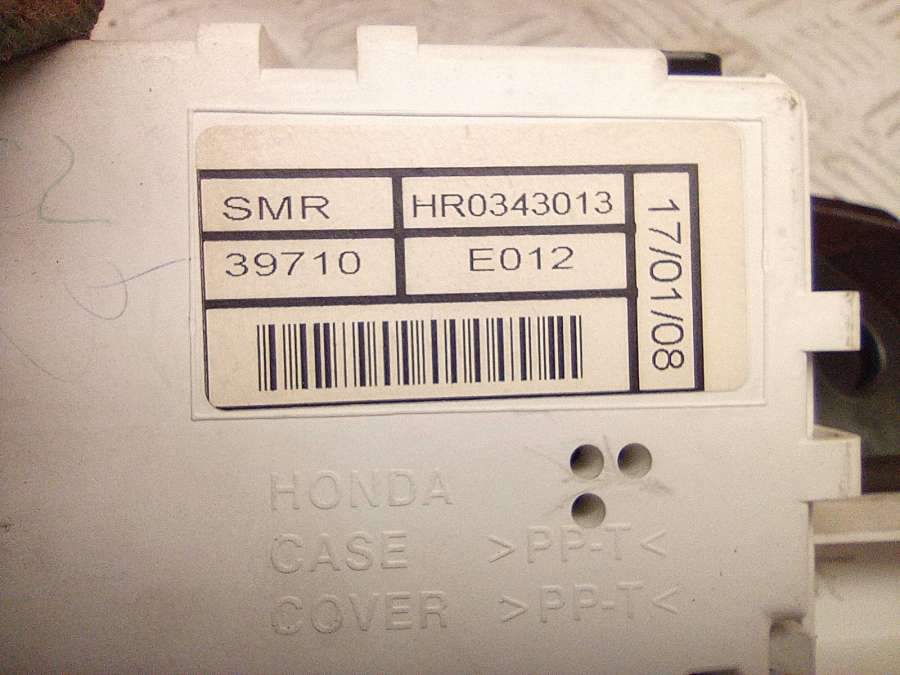 SMR HR0343013
39710 E012
17/01/08
HONDA
CASE >PP-T<
COVER >PP-T<